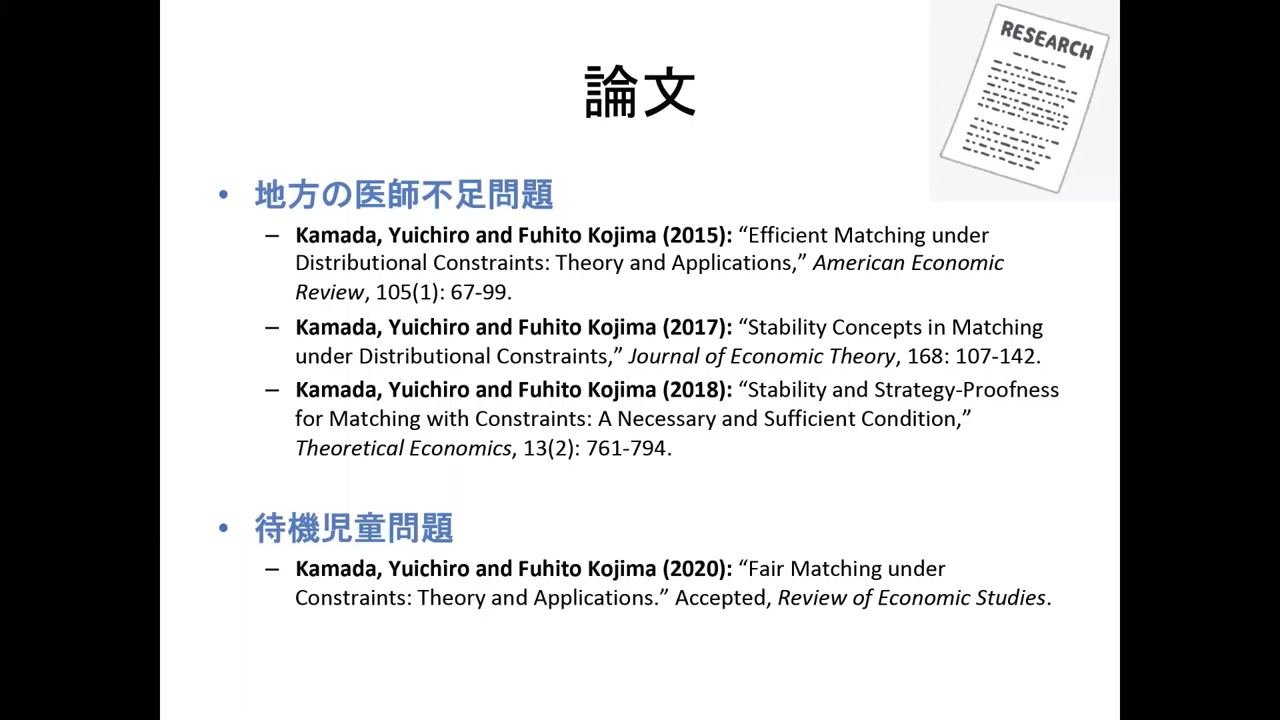 論文
RESEARCH
• 地方の医師不足問題
– Kamada, Yuichiro and Fuhito Kojima (2015): “Efficient Matching under
Distributional Constraints: Theory and Applications,” American Economic
Review, 105(1): 67-99.
– Kamada, Yuichiro and Fuhito Kojima (2017): “Stability Concepts in Matching
under Distributional Constraints,” Journal of Economic Theory, 168: 107-142.
– Kamada, Yuichiro and Fuhito Kojima (2018): “Stability and Strategy-Proofness
for Matching with Constraints: A Necessary and Sufficient Condition,”
Theoretical Economics, 13(2): 761-794.
• 待機児童問題
– Kamada, Yuichiro and Fuhito Kojima (2020): “Fair Matching under
Constraints: Theory and Applications.” Accepted, Review of Economic Studies.